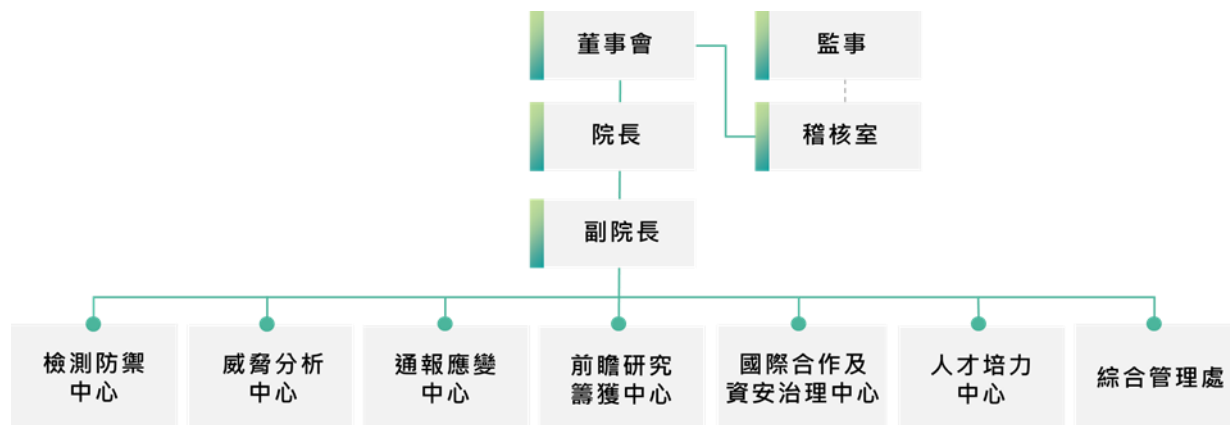 董事會
監事
院長
稽核室
副院長
檢測防禦
中心
威脅分析
中心
通報應變
中心
前瞻研究
籌獲中心
國際合作及
資安治理中心
人才培力
中心
綜合管理處